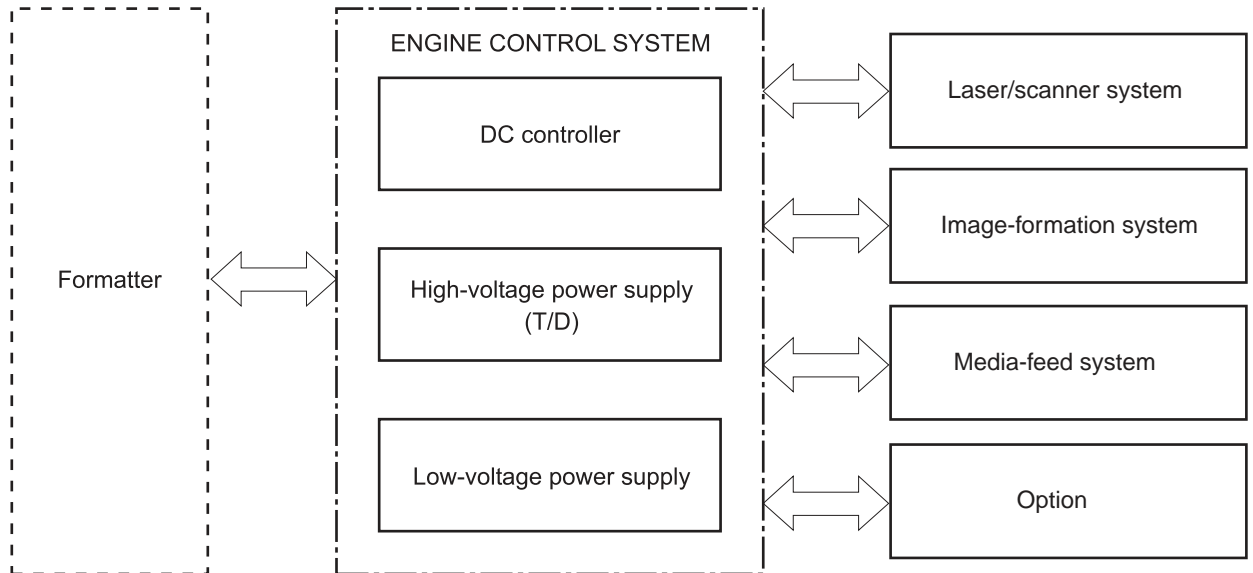 Formatter
ENGINE CONTROL SYSTEM
DC controller
High-voltage power supply
(T/D)
Low-voltage power supply
Laser/scanner system
Image-formation system
Media-feed system
Option